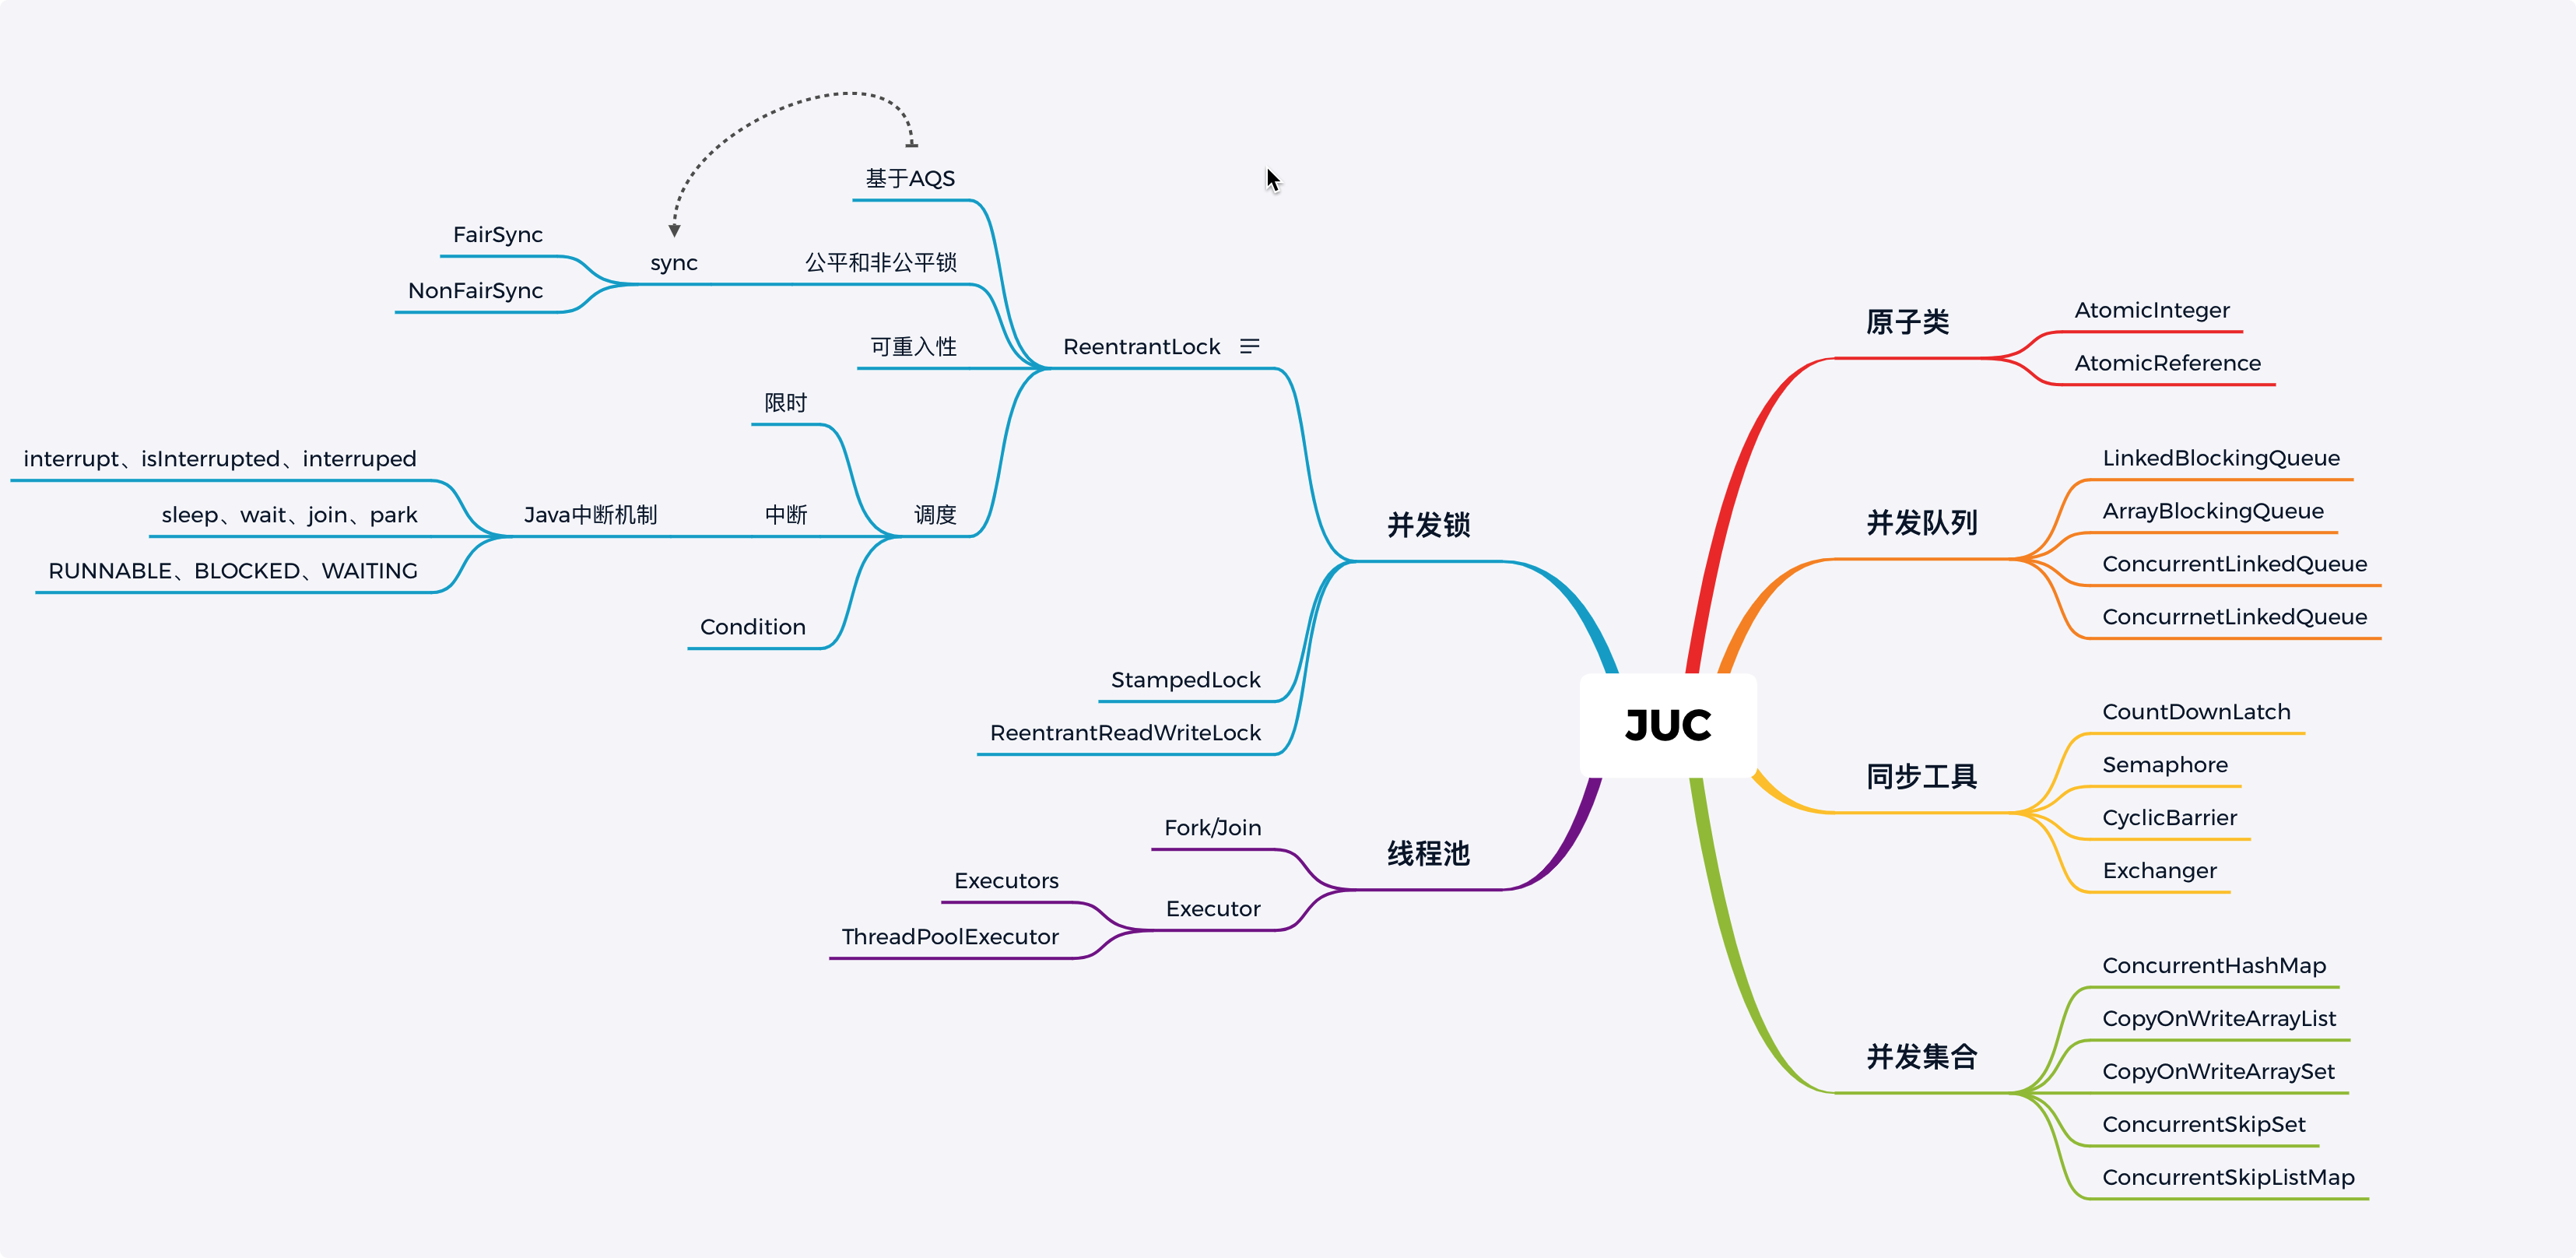 JUC
原子类
AtomicInteger
AtomicReference
并发队列
LinkedBlockingQueue
ArrayBlockingQueue
ConcurrentLinkedQueue
ConcurrnetLinkedQueue
同步工具
CountDownLatch
Semaphore
CyclicBarrier
Exchanger
并发集合
ConcurrentHashMap
CopyOnWriteArrayList
CopyOnWriteArraySet
ConcurrentSkipSet
ConcurrentSkipListMap
并发锁
ReentrantLock
基于AQS
公平和非公平锁
sync
FairSync
NonFairSync
可重入性
调度
限时
中断
Java中断机制
interrupt、isInterrupted、interruped
sleep、wait、join、park
RUNNABLE、BLOCKED、WAITING
Condition
StampedLock
ReentrantReadWriteLock
线程池
Fork/Join
Executor
Executors
ThreadPoolExecutor